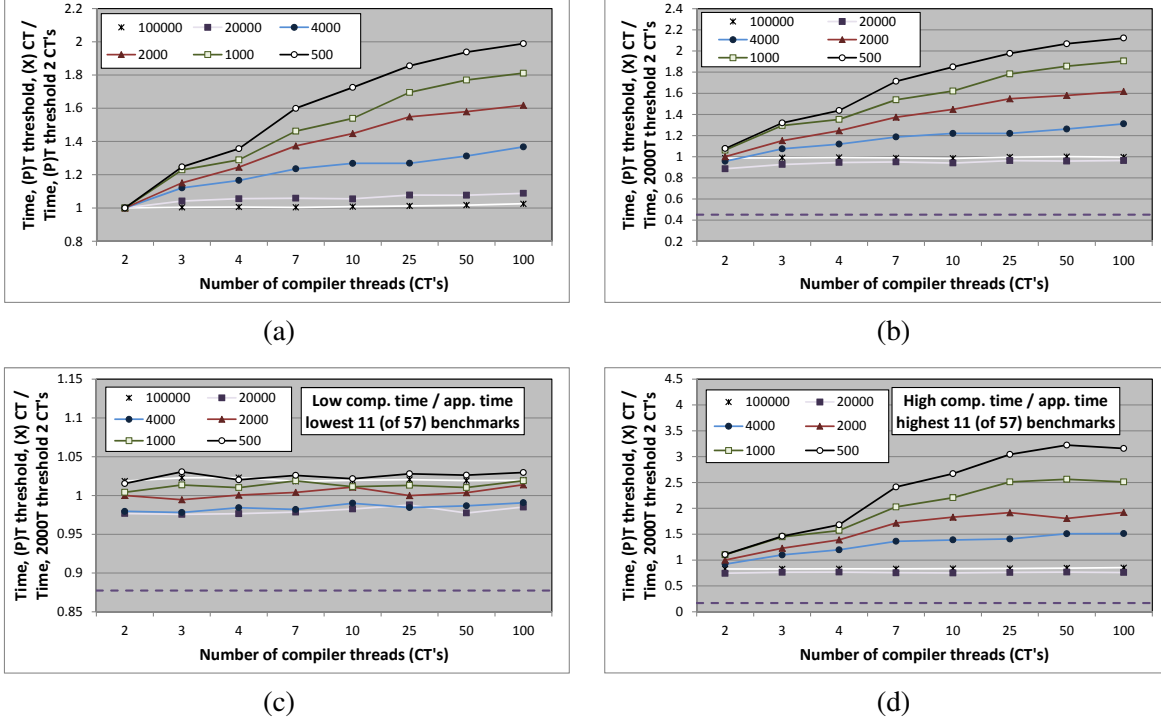 2.2
2
1.8
1.6
1.4
1.2
1
0.8
Time, (P)T threshold, (X) CT /
Time, (P)T threshold 2 CT's
100000 20000 4000
2000 1000 500
2 3 4 7 10 25 50 100
Number of compiler threads (CT's)
(a)
2.4
2.2
2
1.8
1.6
1.4
1.2
1
0.8
0.6
0.4
0.2
Time, (P)T threshold, (X) CT /
Time, 2000T threshold 2 CT's
100000 20000
4000 2000
1000 500
2 3 4 7 10 25 50 100
Number of compiler threads (CT's)
(b)
1.15
1.1
1.05
1
0.95
0.9
0.85
Time, (P)T threshold, (X) CT /
Time, 2000T threshold 2 CT's
100000 20000
4000 2000
1000 500
Low comp. time / app. time
lowest 11 (of 57) benchmarks
2 3 4 7 10 25 50 100
Number of compiler threads (CT's)
(c)
4.5
4
3.5
3
2.5
2
1.5
1
0.5
0
Time, (P)T threshold, (X) CT /
Time, 2000T threshold 2 CT's
100000 20000
4000 2000
1000 500
High comp. time / app. time
highest 11 (of 57) benchmarks
2 3 4 7 10 25 50 100
Number of compiler threads (CT's)
(d)